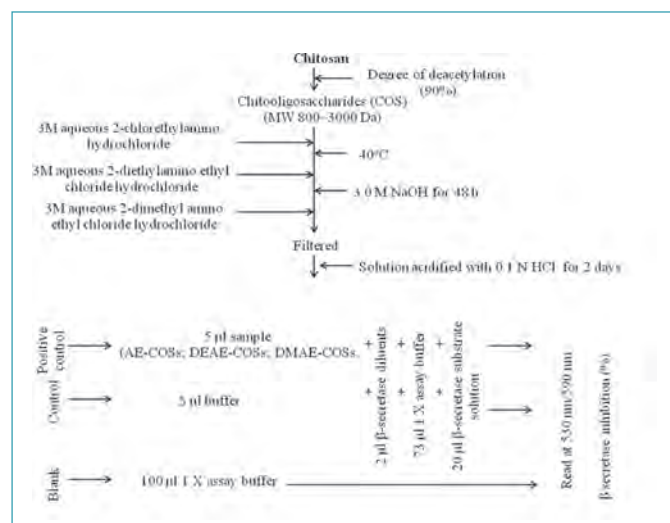 Chitosan
Degree of deacetylation
(90%)
Chitooligosaccharides (COS)
(MW 800–3000 Da)
3M aqueous 2-chlorethylamino
hydrochloride
40°C
3M aqueous 2-diethylamino ethyl
chloride hydrochloride
3.0 M NaOH for 48h
3M aqueous 2-dimethyl amino
ethyl chloride hydrochloride
Filtered
Solution acidified with 0.1 N HCl for 2 days
Positive
control
5 µl sample
(AE-COSs; DEAE-COSs; DMAE-COSs.
+ + +
Control
5 µl buffer
+ + +
2 µl β-secretase diluents
73 µl 1 X assay buffer
20 µl β-secretase substrate
solution
Read at 530 nm/590 nm
β secretase inhibition (%)
Blank
100 µl 1 X assay buffer